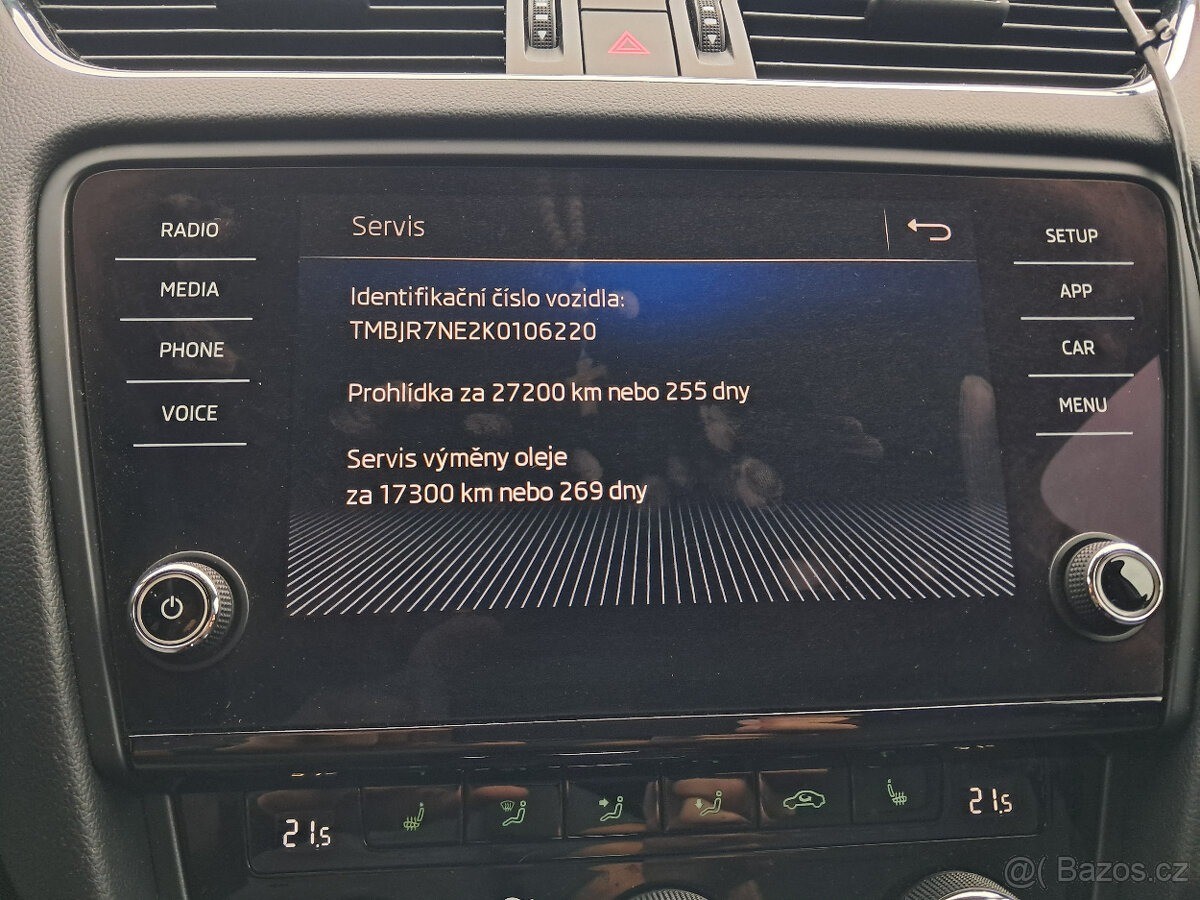 RADIO
MEDIA
PHONE
VOICE
Servis
Identifikační číslo vozidla:
TMBJR7NE2K0106220
Prohlídka za 27200 km nebo 255 dny
Servis výměny oleje
za 17300 km nebo 269 dny
SETUP
APP
CAR
MENU
21,5
21,5
@( Bazos.cz